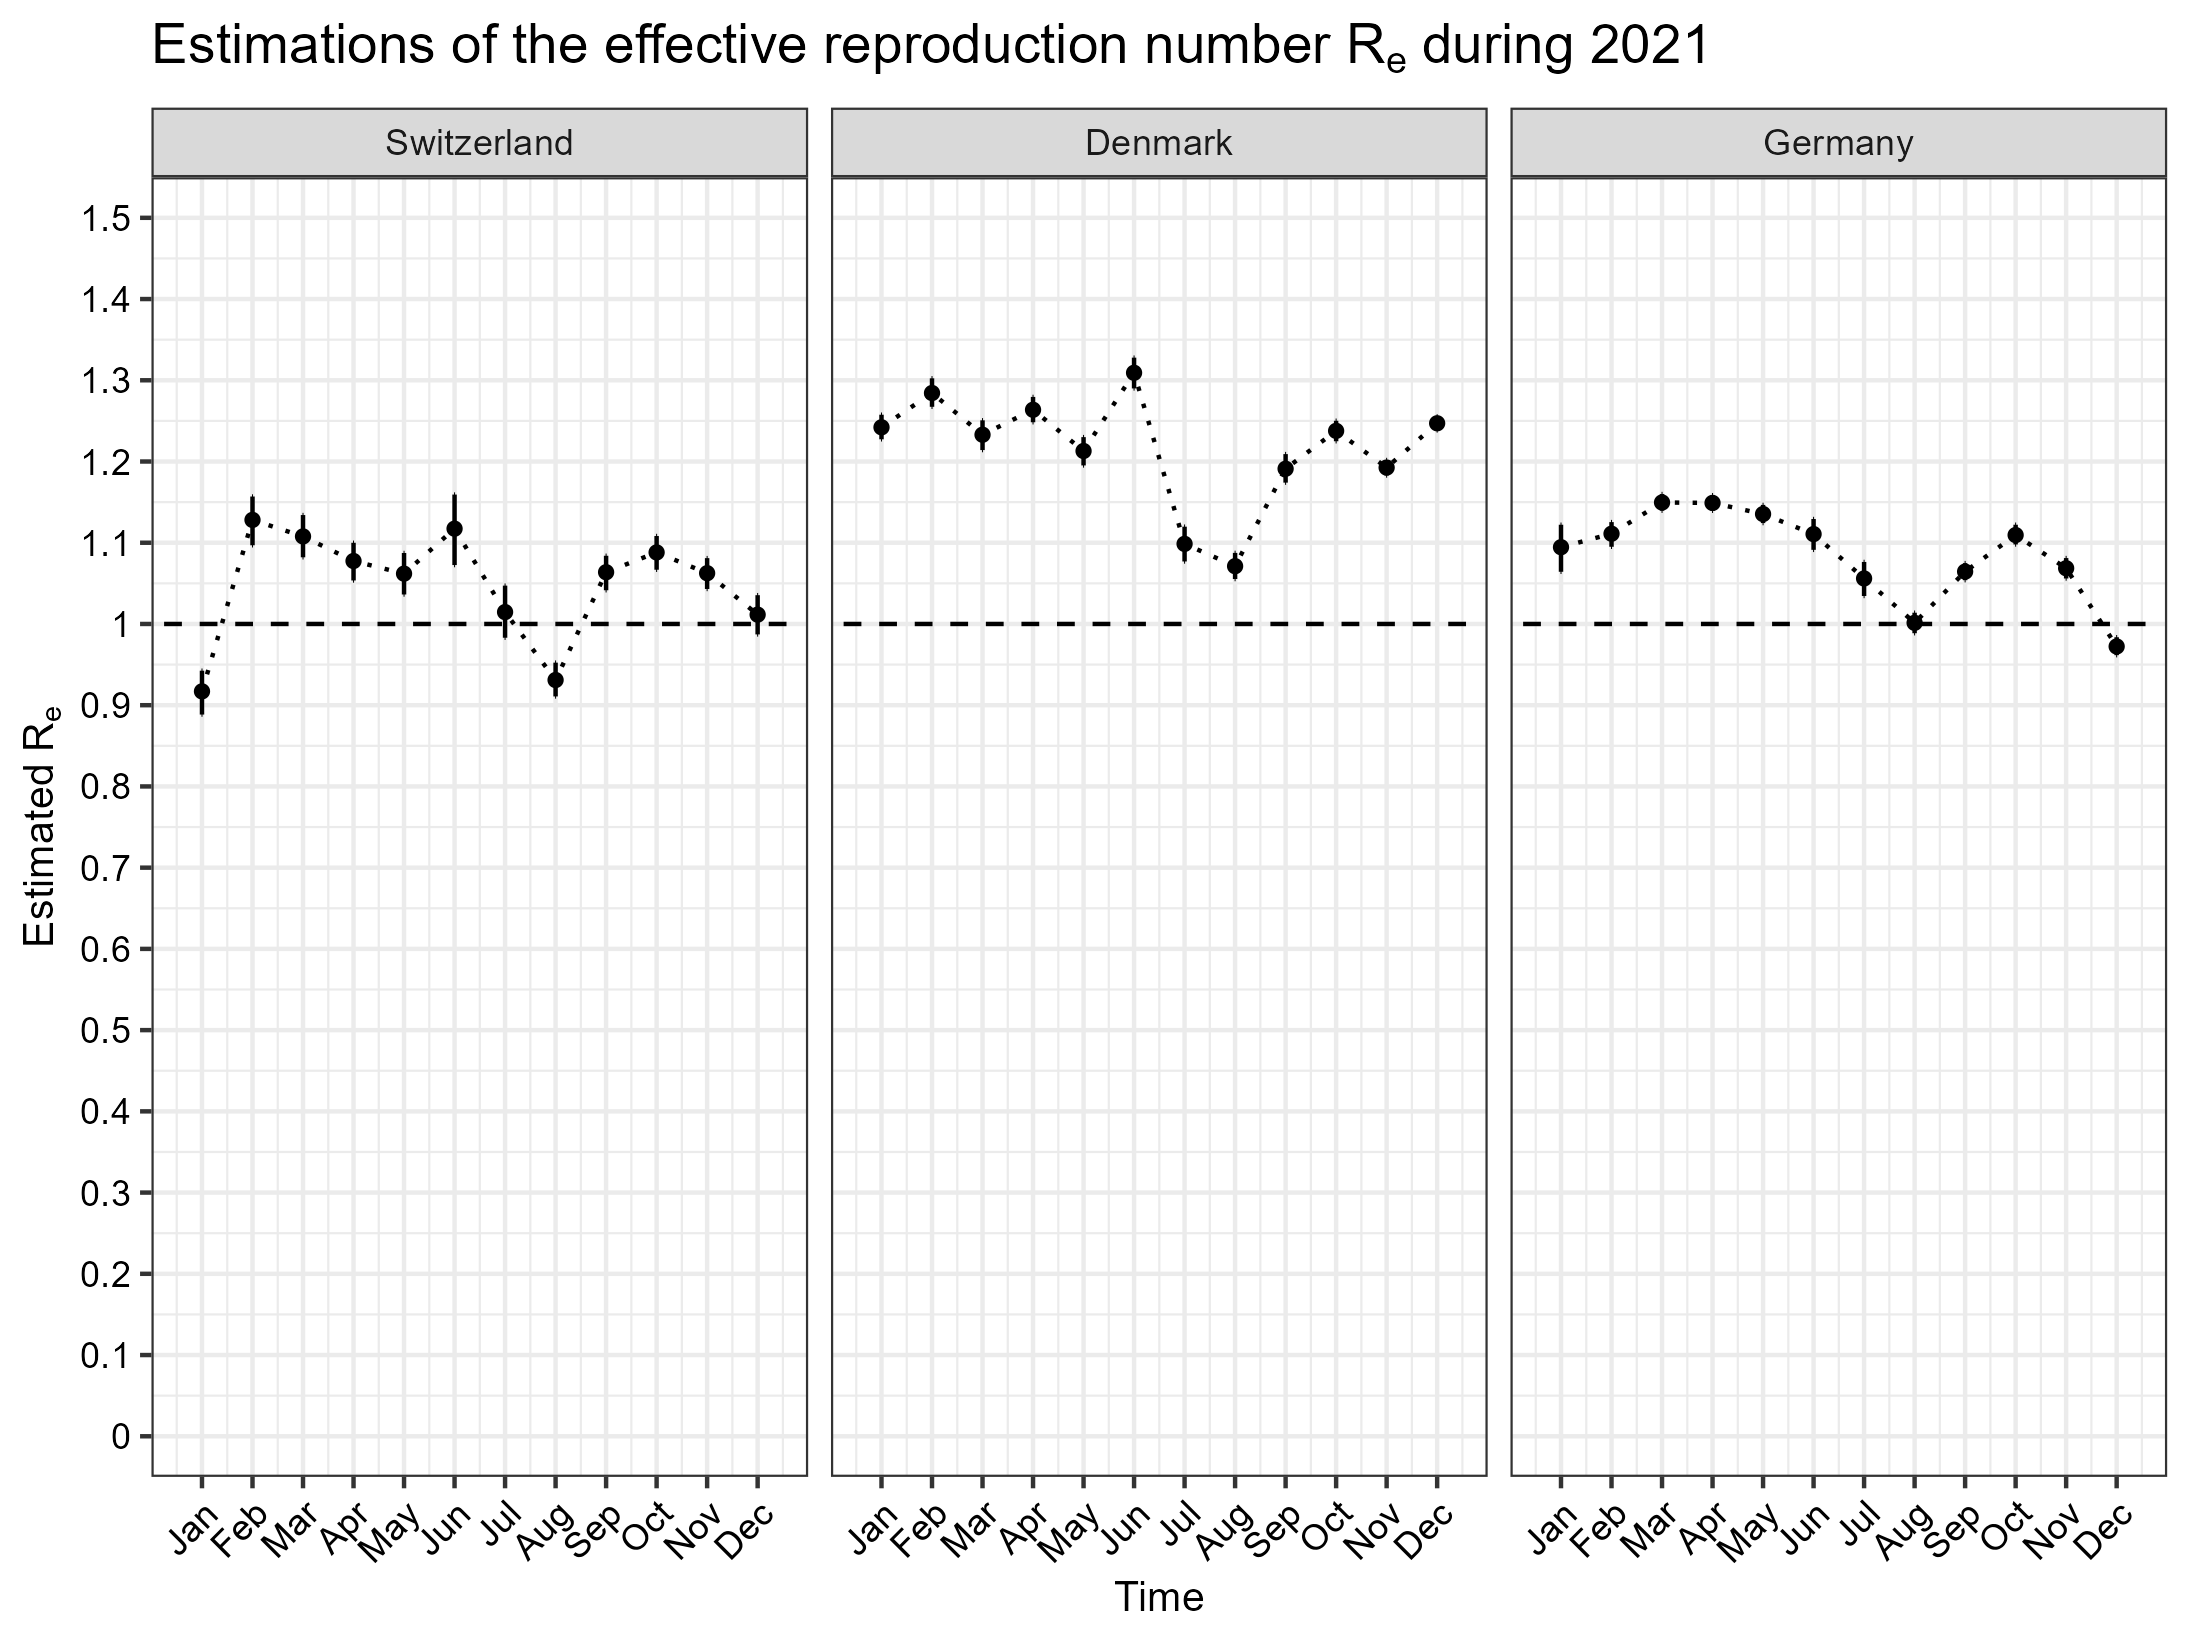 Estimations of the effective reproduction number Re during 2021
Switzerland
Denmark
Germany
1.5
1.4
1.3
1.2
1.1
1
0.9
0.8
0.7
0.6
0.5
0.4
0.3
0.2
0.1
0
Estimated Re
Jan Feb Mar Apr May Jun Jul Aug Sep Oct Nov Dec
Jan Feb Mar Apr May Jun Jul Aug Sep Oct Nov Dec
Jan Feb Mar Apr May Jun Jul Aug Sep Oct Nov Dec
Time